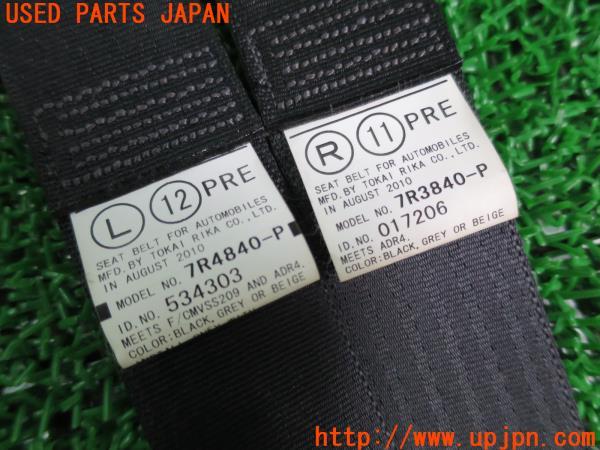 USED PARTS JAPAN
L 12 PRE
SEAT BELT FOR AUTOMOBILES
MFD. BY TOKAI RIKA CO., LTD.
IN AUGUST 2010
MODEL NO. 7R4840-P
ID. NO. 534303
MEETS F/CMVSS209 AND ADR4.
COLOR:BLACK, GREY OR BEIGE
R 11 PRE
SEAT BELT FOR AUTOMOBILES
MFD. BY TOKAI RIKA CO., LTD.
IN AUGUST 2010
MODEL NO. 7R3840-P
ID. NO. 017206
MEETS ADR4.
COLOR:BLACK, GREY OR BEIGE
http://www.upjpn.com/